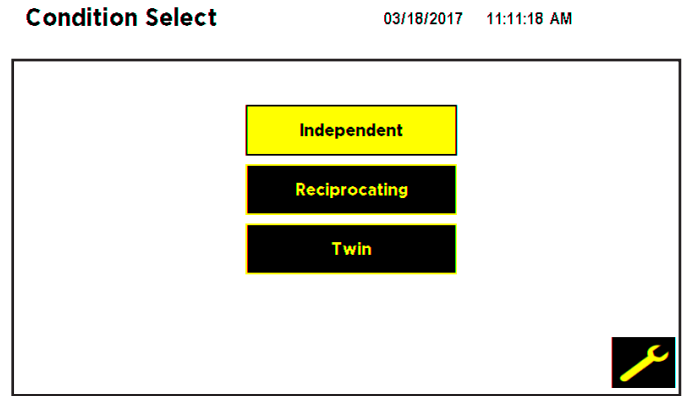 Condition Select 03/18/2017 11:11:18 AM
Independent
Reciprocating
Twin